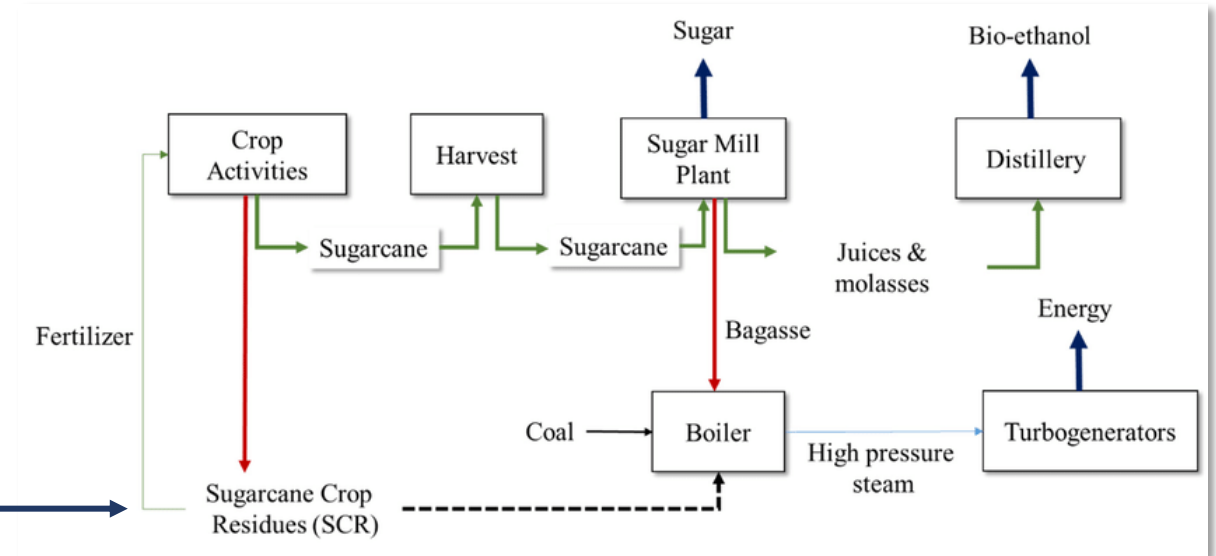 Sugar
Bio-ethanol
Crop
Activities
Harvest
Sugar Mill
Plant
Distillery
Sugarcane
Sugarcane
Juices &
molasses
Fertilizer
Bagasse
Energy
Coal
Boiler
High pressure
steam
Turbogenerators
Sugarcane Crop
Residues (SCR)